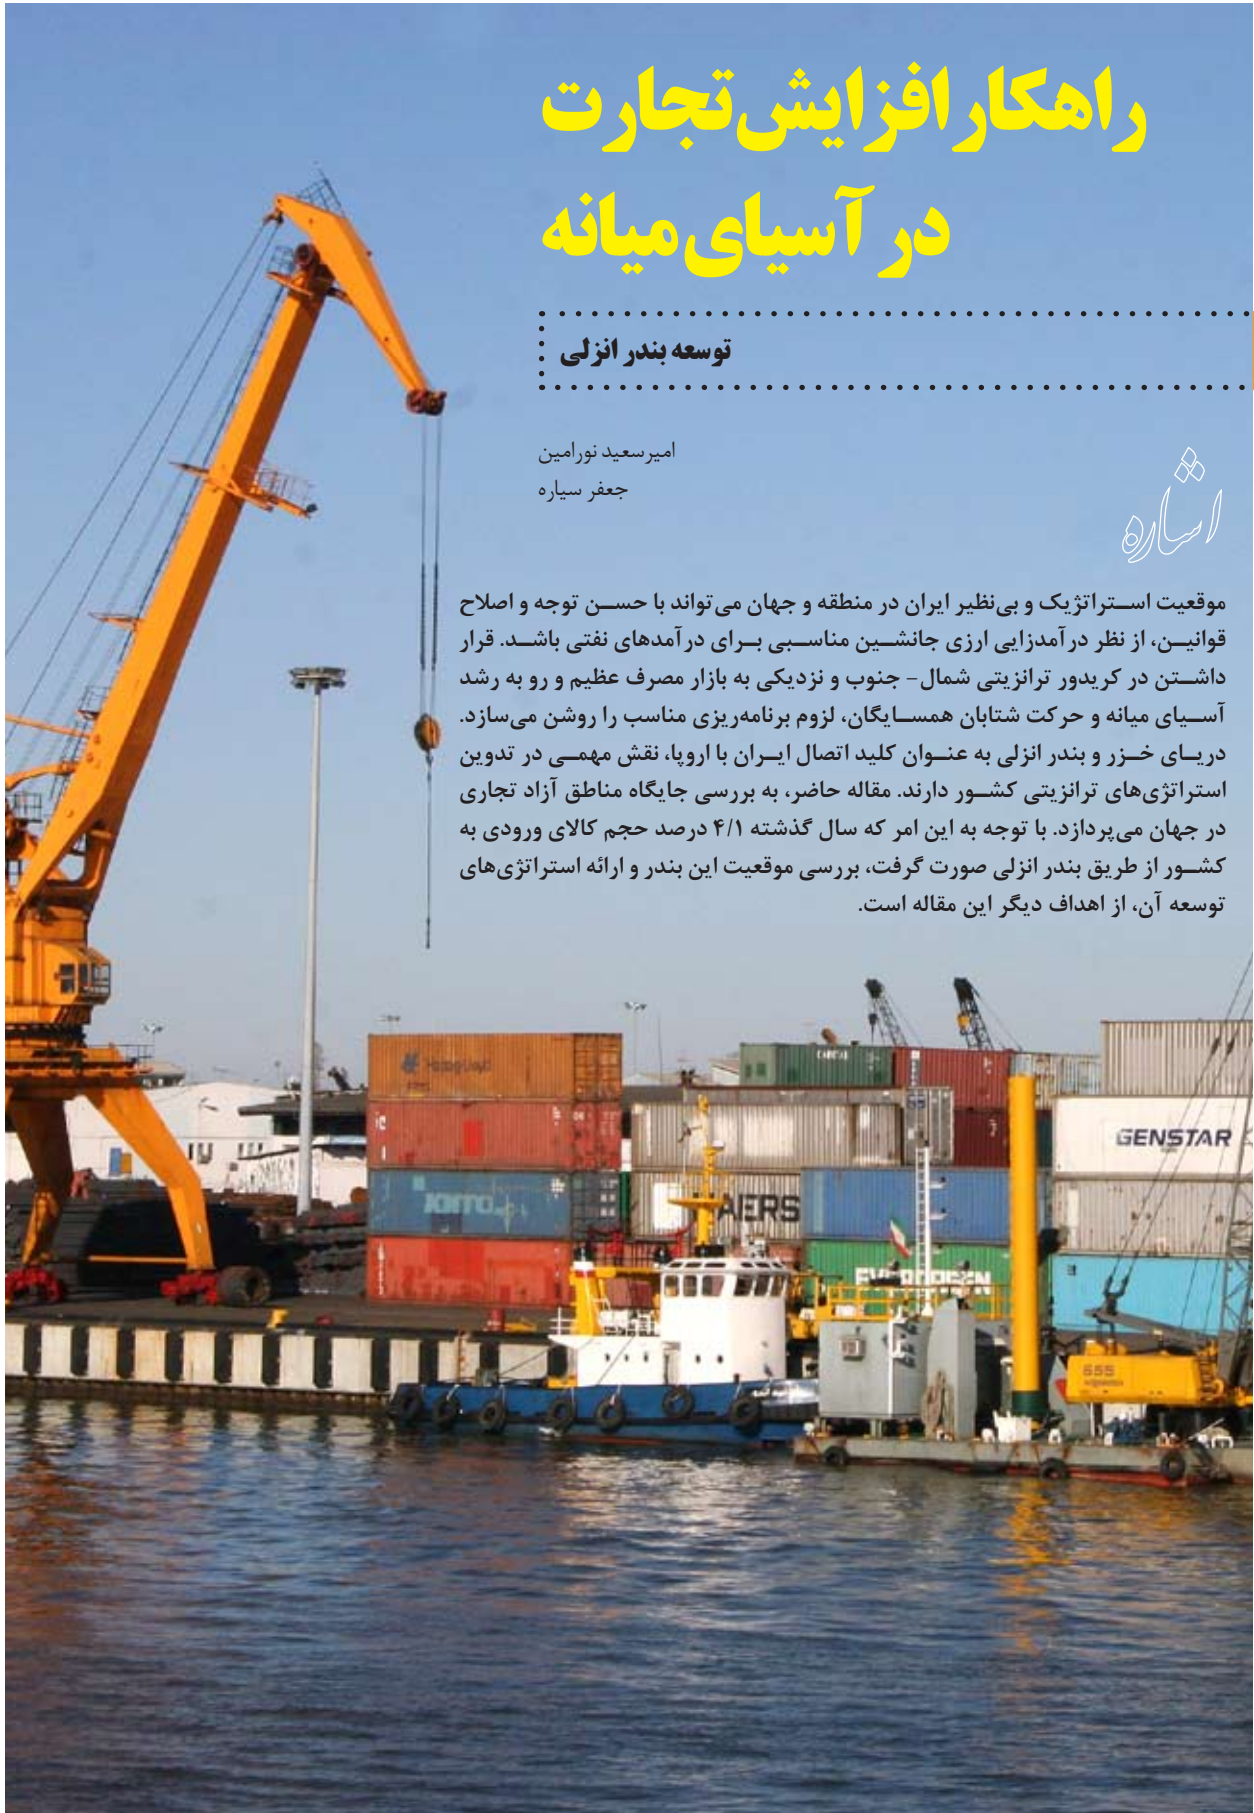 راهکار افزایش تجارت
در آسیای میانه
توسعه بندر انزلی
امیرسعید نورامین
جعفر سیاره
اشاره
موقعیت استراتژیک و بی‌نظیر ایران در منطقه و جهان می‌تواند با حسن توجه و اصلاح
قوانین، از نظر درآمدزایی ارزی جانشین مناسبی برای درآمدهای نفتی باشد. قرار
داشتن در کریدور ترانزیتی شمال- جنوب و نزدیکی به بازار مصرف عظیم و رو به رشد
آسیای میانه و حرکت شتابان همسایگان، لزوم برنامه‌ریزی مناسب را روشن می‌سازد.
دریای خزر و بندر انزلی به عنوان کلید اتصال ایران با اروپا، نقش مهمی در تدوین
استراتژی‌های ترانزیتی کشور دارند. مقاله حاضر، به بررسی جایگاه مناطق آزاد تجاری
در جهان می‌پردازد. با توجه به این امر که سال گذشته ۴/۱ درصد حجم کالای ورودی به
کشور از طریق بندر انزلی صورت گرفت، بررسی موقعیت این بندر و ارائه استراتژی‌های
توسعه آن، از اهداف دیگر این مقاله است.
Hapag-Lloyd
GENSTAR
AERS
EVERGREEN
555